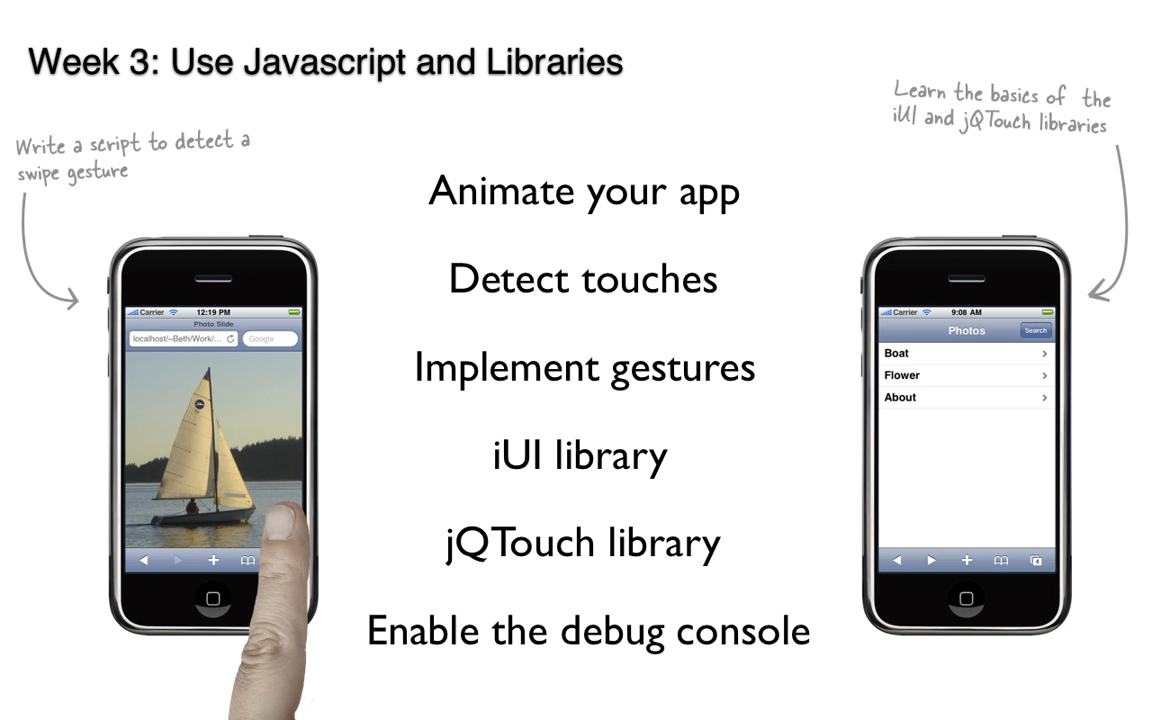 Week 3: Use Javascript and Libraries
Learn the basics of the
iUI and jQTouch libraries
Write a script to detect a
swipe gesture
Animate your app
Detect touches
Implement gestures
iUI library
jQTouch library
Enable the debug console
Carrier 12:19 PM
Photo Slide
localhost/~Beth/Work/...
Google
Carrier 9:08 AM
Photos
Search
Boat
Flower
About